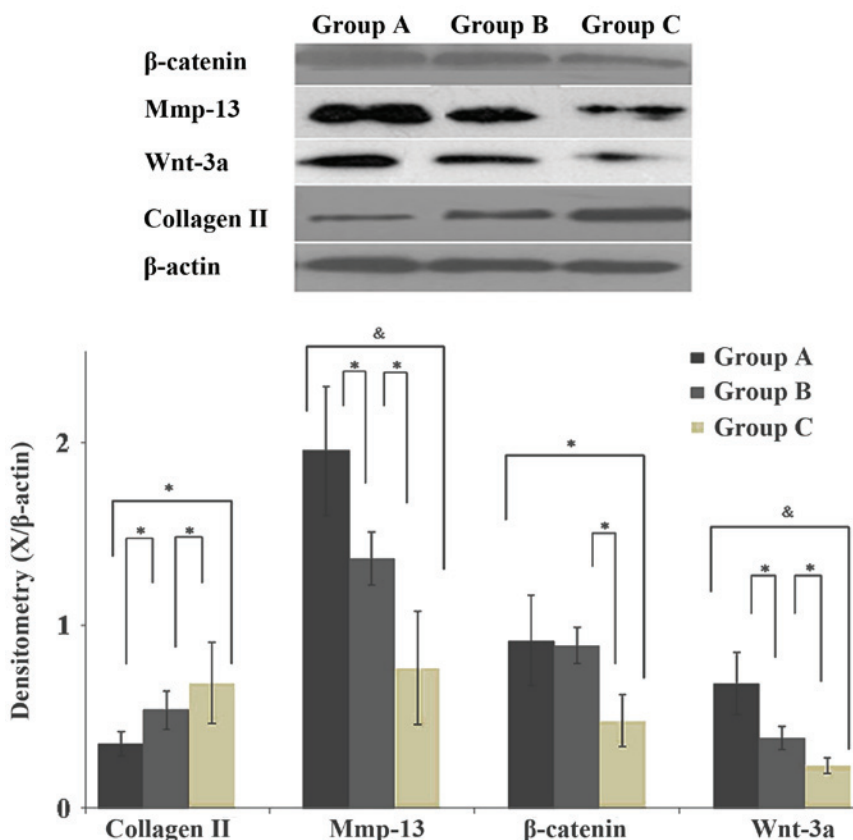 Group A Group B Group C
β-catenin
Mmp-13
Wnt-3a
Collagen II
β-actin
Densitometry (X/β-actin)
2
1
0
&
* *
*
* *
*
*
&
* *
Group A
Group B
Group C
Collagen II Mmp-13 β-catenin Wnt-3a